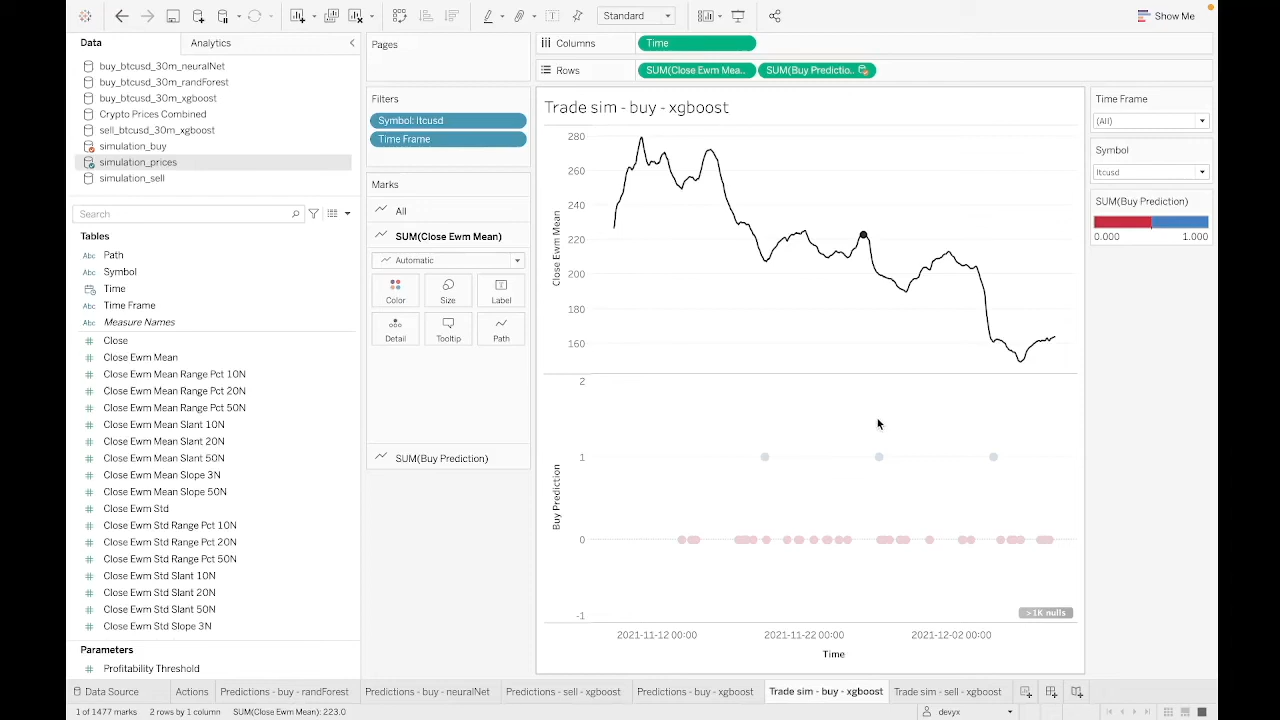 Standard
Show Me
Data
Analytics
buy_btcusd_30m_neuralNet
buy_btcusd_30m_randForest
buy_btcusd_30m_xgboost
Crypto Prices Combined
sell_btcusd_30m_xgboost
simulation_buy
simulation_prices
simulation_sell
Search
Tables
Abc Path
Abc Symbol
Time
Abc Time Frame
Abc Measure Names
# Close
# Close Ewm Mean
# Close Ewm Mean Range Pct 10N
# Close Ewm Mean Range Pct 20N
# Close Ewm Mean Range Pct 50N
# Close Ewm Mean Slant 10N
# Close Ewm Mean Slant 20N
# Close Ewm Mean Slant 50N
# Close Ewm Mean Slope 3N
# Close Ewm Mean Slope 50N
# Close Ewm Std
# Close Ewm Std Range Pct 10N
# Close Ewm Std Range Pct 20N
# Close Ewm Std Range Pct 50N
# Close Ewm Std Slant 10N
# Close Ewm Std Slant 20N
# Close Ewm Std Slant 50N
# Close Ewm Std Slope 3N
Parameters
# Profitability Threshold
Pages
Filters
Symbol: ltcusd
Time Frame
Marks
All
SUM(Close Ewm Mean)
Automatic
Color
Size
Label
Detail
Tooltip
Path
SUM(Buy Prediction)
Columns
Time
Rows
SUM(Close Ewm Mea..
SUM(Buy Predictio..
Trade sim - buy - xgboost
Close Ewm Mean
280
260
240
220
200
180
160
Buy Prediction
2
1
0
-1
>1K nulls
2021-11-12 00:00
2021-11-22 00:00
2021-12-02 00:00
Time
Time Frame
(All)
Symbol
ltcusd
SUM(Buy Prediction)
0.000
1.000
Data Source
Actions
Predictions - buy - randForest
Predictions - buy - neuralNet
Predictions - sell - xgboost
Predictions - buy - xgboost
Trade sim - buy - xgboost
Trade sim - sell - xgboost
1 of 1477 marks
2 rows by 1 column
SUM(Close Ewm Mean): 223.0
devyx